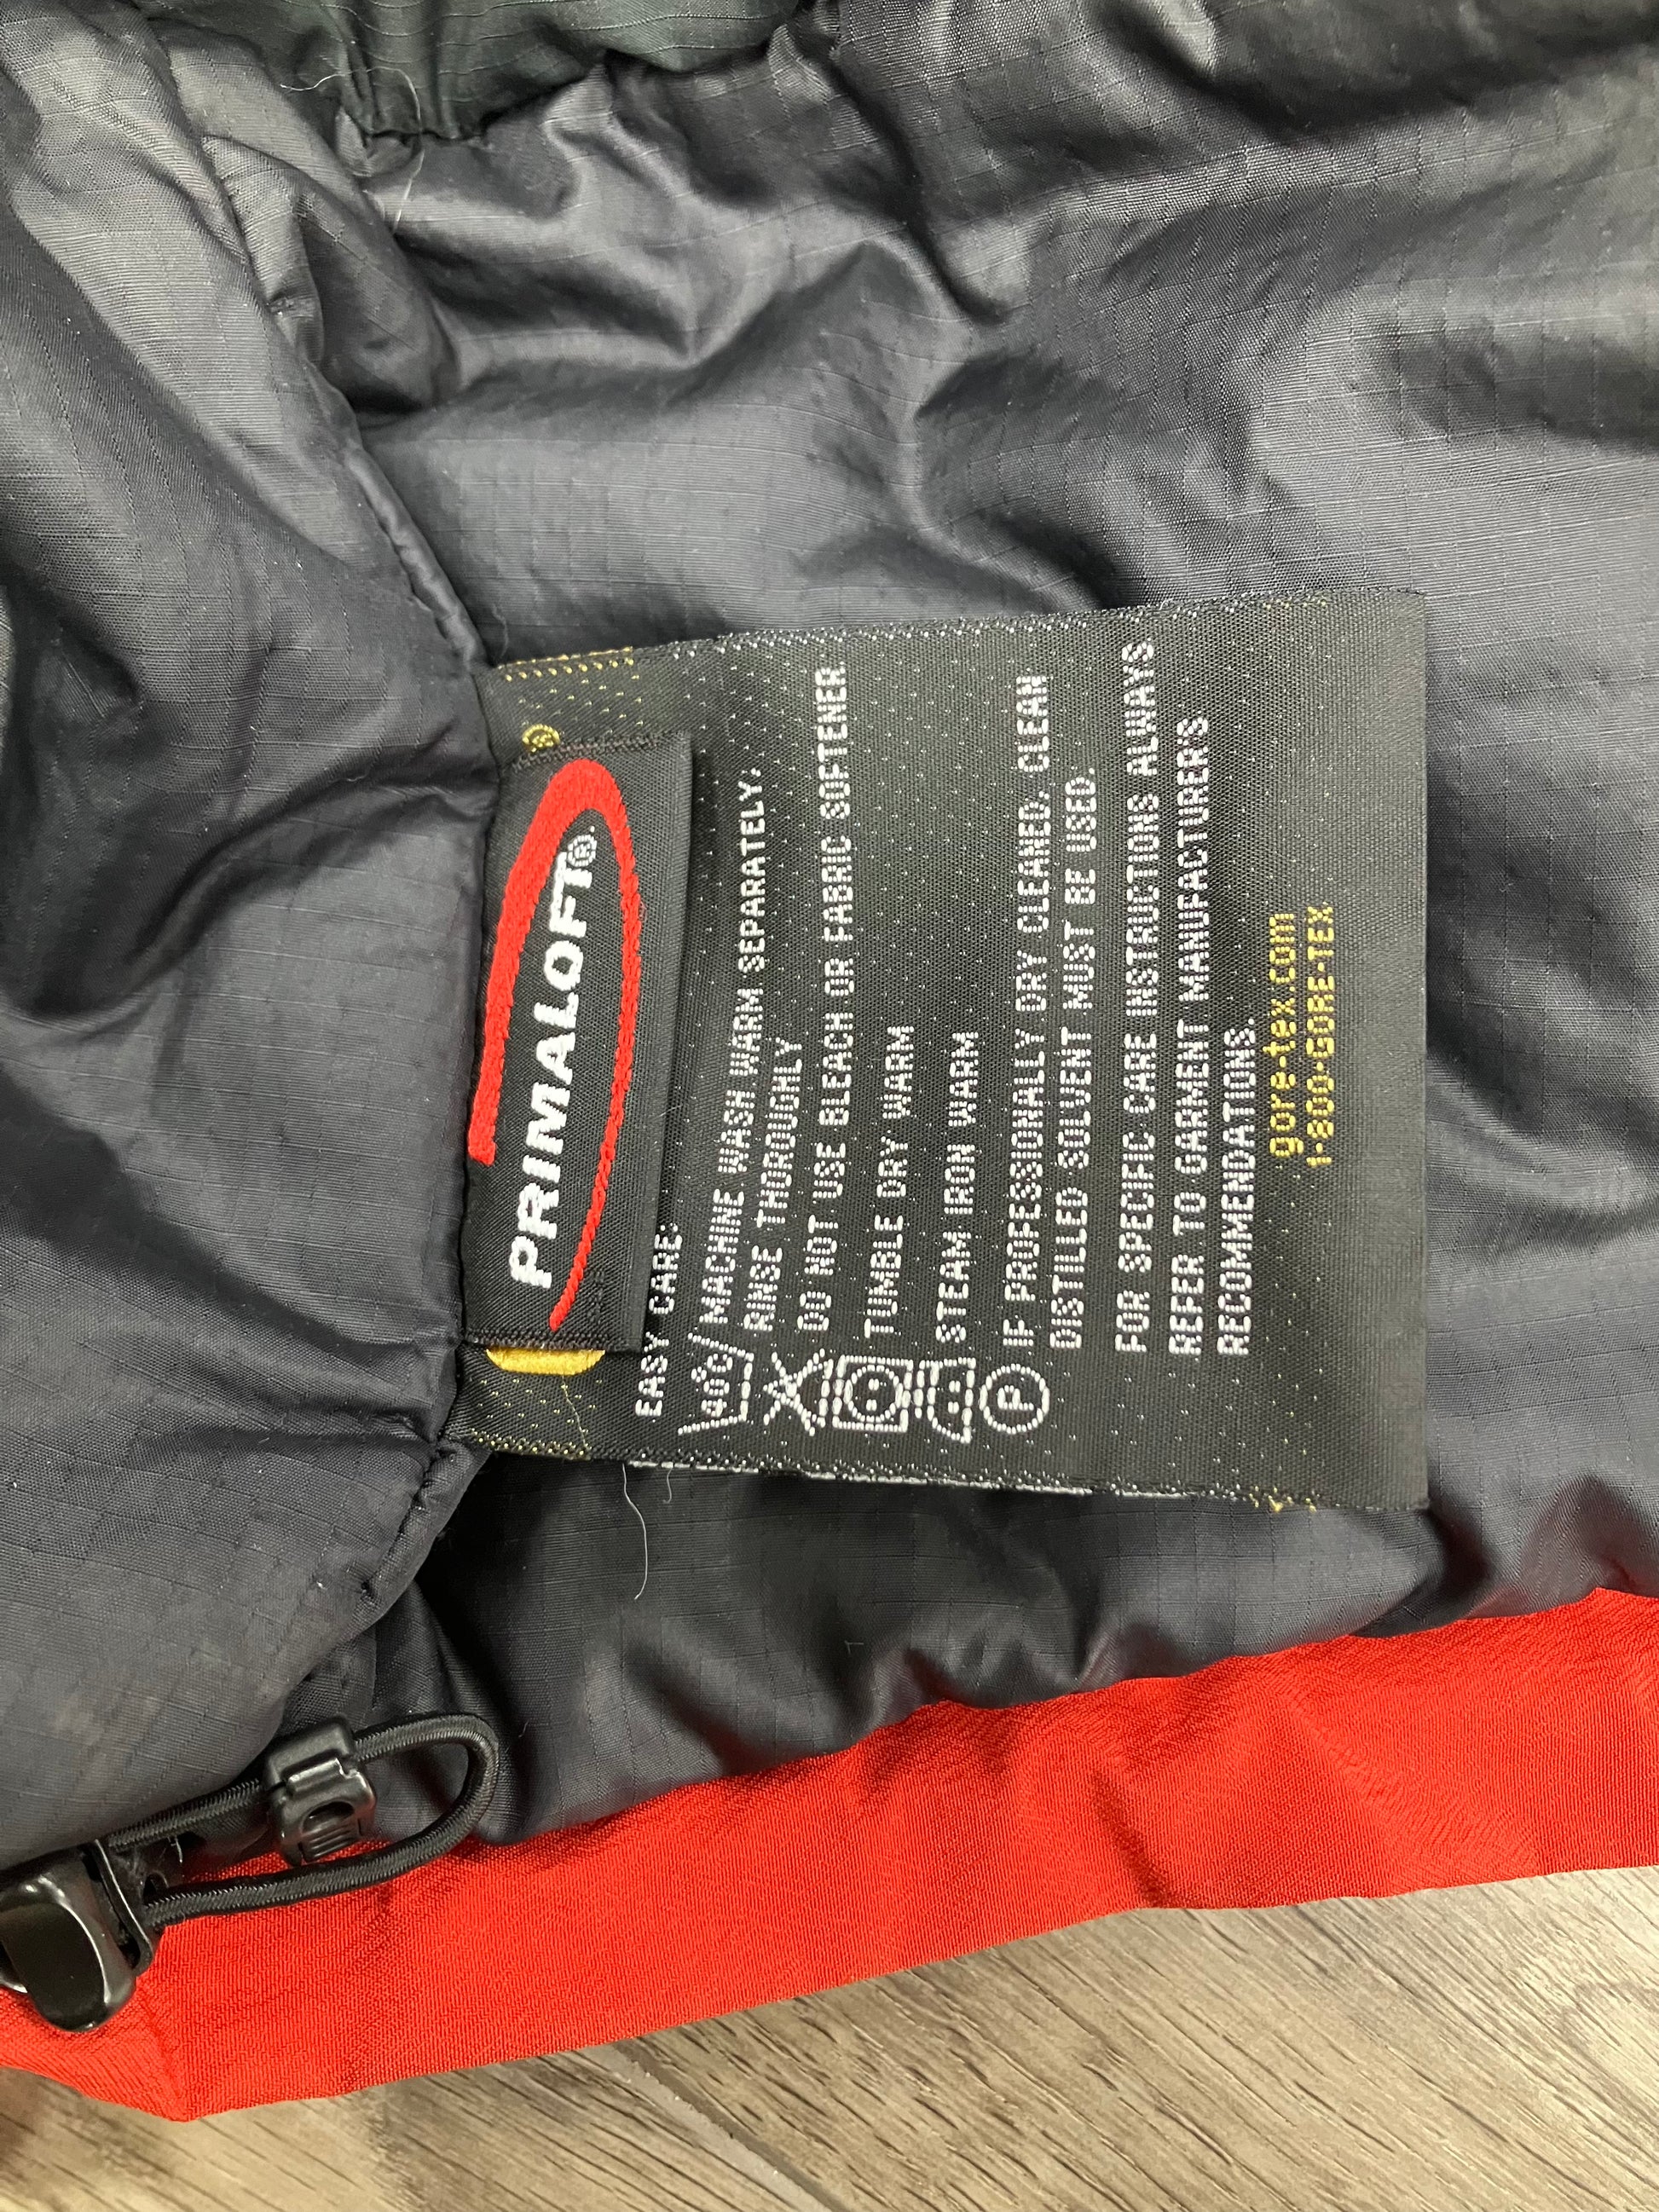 PRIMALOFT®
®
EASY CARE:
40° MACHINE WASH WARM SEPARATELY,
RINSE THOROUGHLY
DO NOT USE BLEACH OR FABRIC SOFTENER
TUMBLE DRY WARM
STEAM IRON WARM
P IF PROFESSIONALLY DRY CLEANED, CLEAN
DISTILLED SOLVENT MUST BE USED.
FOR SPECIFIC CARE INSTRUCTIONS ALWAYS
REFER TO GARMENT MANUFACTURER'S
RECOMMENDATIONS.
gore-tex.com
1-800-GORE-TEX